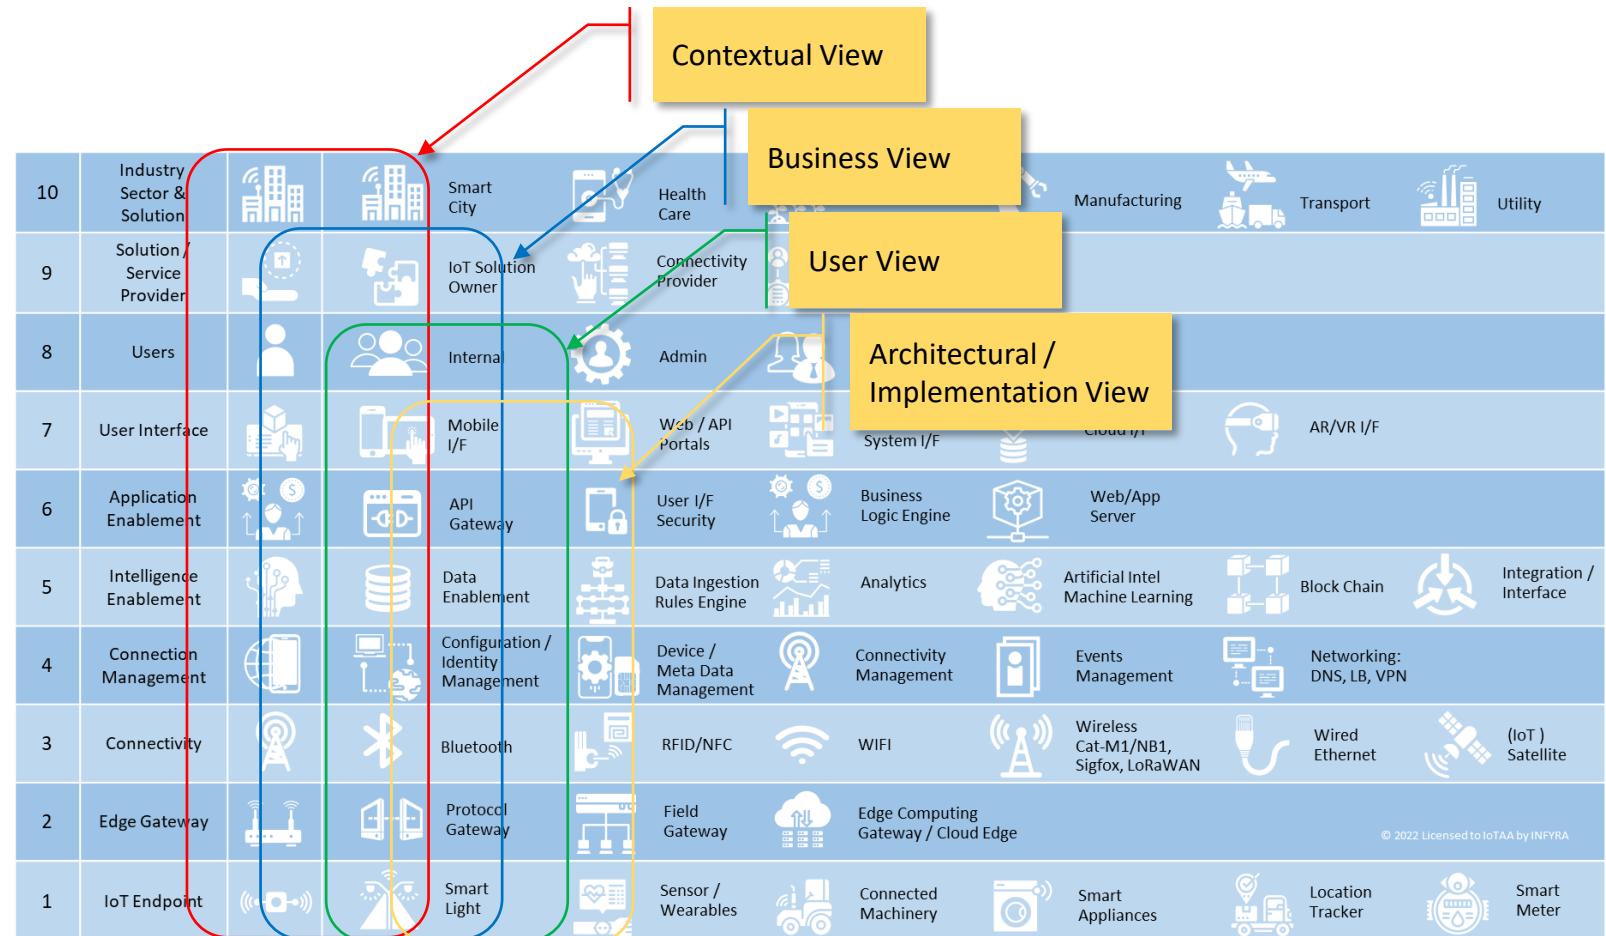 Contextual View
Business View
User View
Architectural /
Implementation View
10
Industry
Sector &
Solution
Smart
City
Health
Care
Manufacturing
Transport
Utility
9
Solution /
Service
Provider
IoT Solution
Owner
Connectivity
Provider
8
Users
Internal
Admin
7
User Interface
Mobile
I/F
Web / API
Portals
System I/F
Cloud I/F
AR/VR I/F
6
Application
Enablement
API
Gateway
User I/F
Security
Business
Logic Engine
Web/App
Server
5
Intelligence
Enablement
Data
Enablement
Data Ingestion
Rules Engine
Analytics
Artificial Intel
Machine Learning
Block Chain
Integration /
Interface
4
Connection
Management
Configuration /
Identity
Management
Device /
Meta Data
Management
Connectivity
Management
Events
Management
Networking:
DNS, LB, VPN
3
Connectivity
Bluetooth
RFID/NFC
WIFI
Wireless
Cat-M1/NB1,
Sigfox, LoRaWAN
Wired
Ethernet
(IoT )
Satellite
2
Edge Gateway
Protocol
Gateway
Field
Gateway
Edge Computing
Gateway / Cloud Edge
© 2022 Licensed to IoTAA by INFYRA
1
IoT Endpoint
Smart
Light
Sensor /
Wearables
Connected
Machinery
Smart
Appliances
Location
Tracker
Smart
Meter